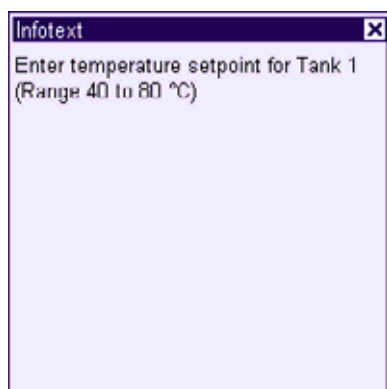 Infotext
Enter temperature setpoint for Tank 1
(Range 40 to 80 °C)